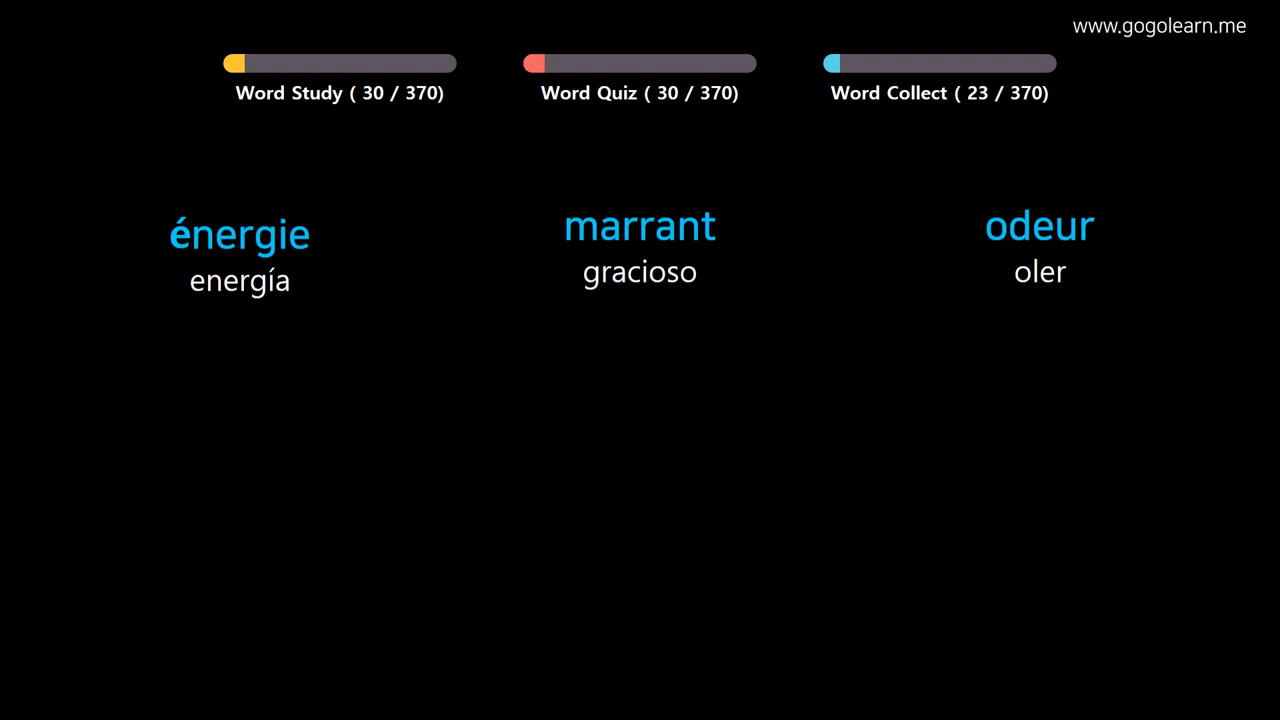 www.gogolearn.me
Word Study ( 30 / 370)
Word Quiz ( 30 / 370)
Word Collect ( 23 / 370)
énergie
energía
marrant
gracioso
odeur
oler